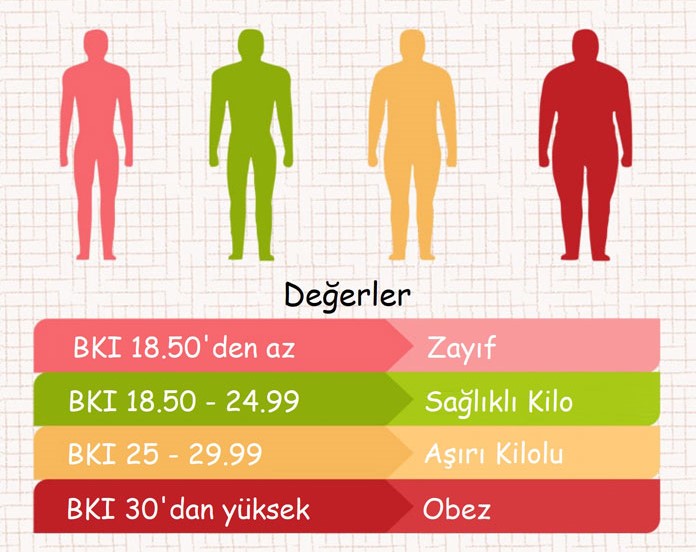 Değerler
BKI 18.50'den az Zayıf
BKI 18.50 - 24.99 Sağlıklı Kilo
BKI 25 - 29.99 Aşırı Kilolu
BKI 30'dan yüksek Obez